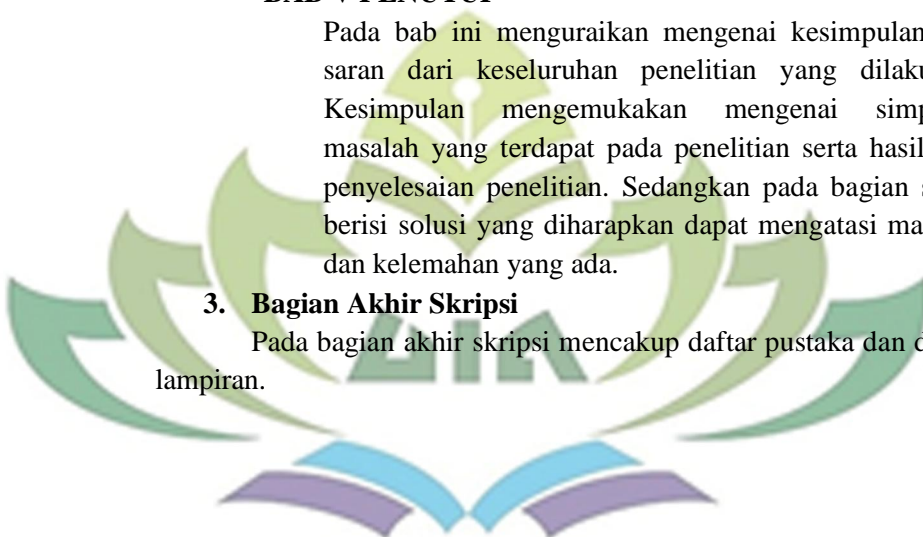 BAB V PENUTUP
Pada bab ini menguraikan mengenai kesimpulan
saran dari keseluruhan penelitian yang dilaku
Kesimpulan mengemukakan mengenai simp
masalah yang terdapat pada penelitian serta hasil
penyelesaian penelitian. Sedangkan pada bagian s
berisi solusi yang diharapkan dapat mengatasi ma
dan kelemahan yang ada.
3. Bagian Akhir Skripsi
Pada bagian akhir skripsi mencakup daftar pustaka dan d
lampiran.
UIN